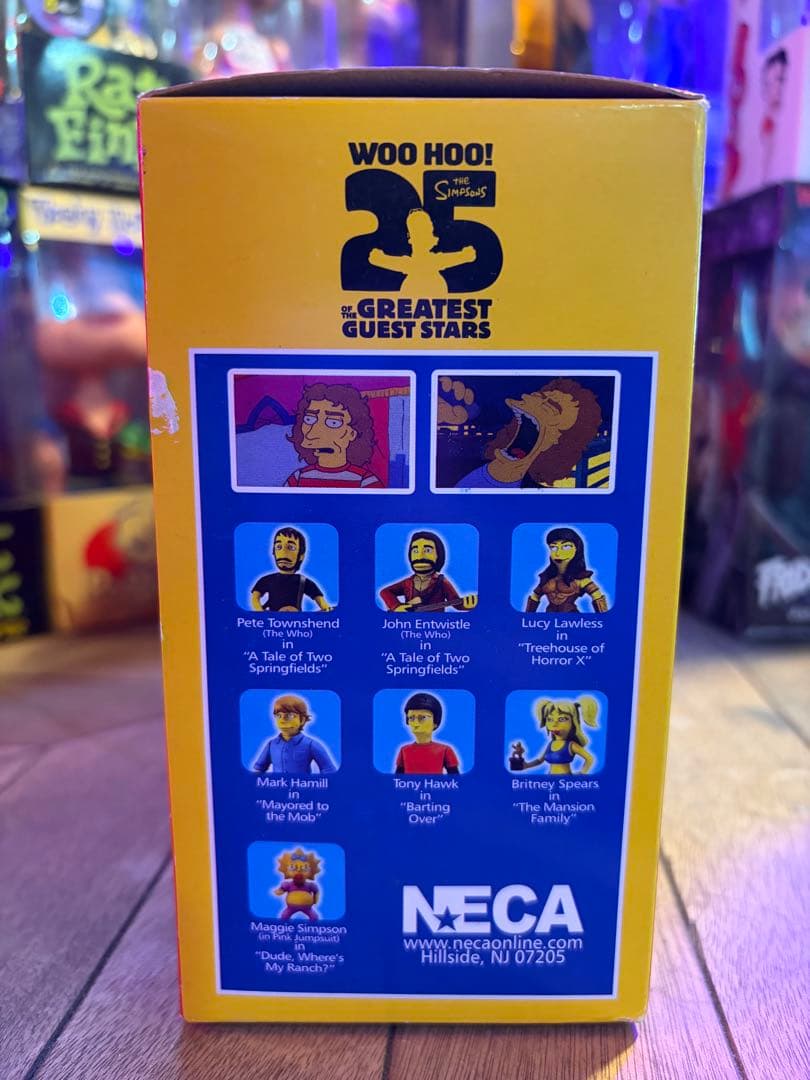 Rat
Fin
WOO HOO!
THE
SIMPSONS
25
OF THE GREATEST
GUEST STARS
Pete Townshend
(The Who)
in
"A Tale of Two
Springfields"
John Entwistle
(The Who)
in
"A Tale of Two
Springfields"
Lucy Lawless
in
"Treehouse of
Horror X"
Mark Hamill
in
"Mayored to
the Mob"
Tony Hawk
in
"Barting
Over"
Britney Spears
in
"The Mansion
Family"
Maggie Simpson
(in Pink Jumpsuit)
in
"Dude, Where's
My Ranch?"
NECA
www.necaonline.com
Hillside, NJ 07205